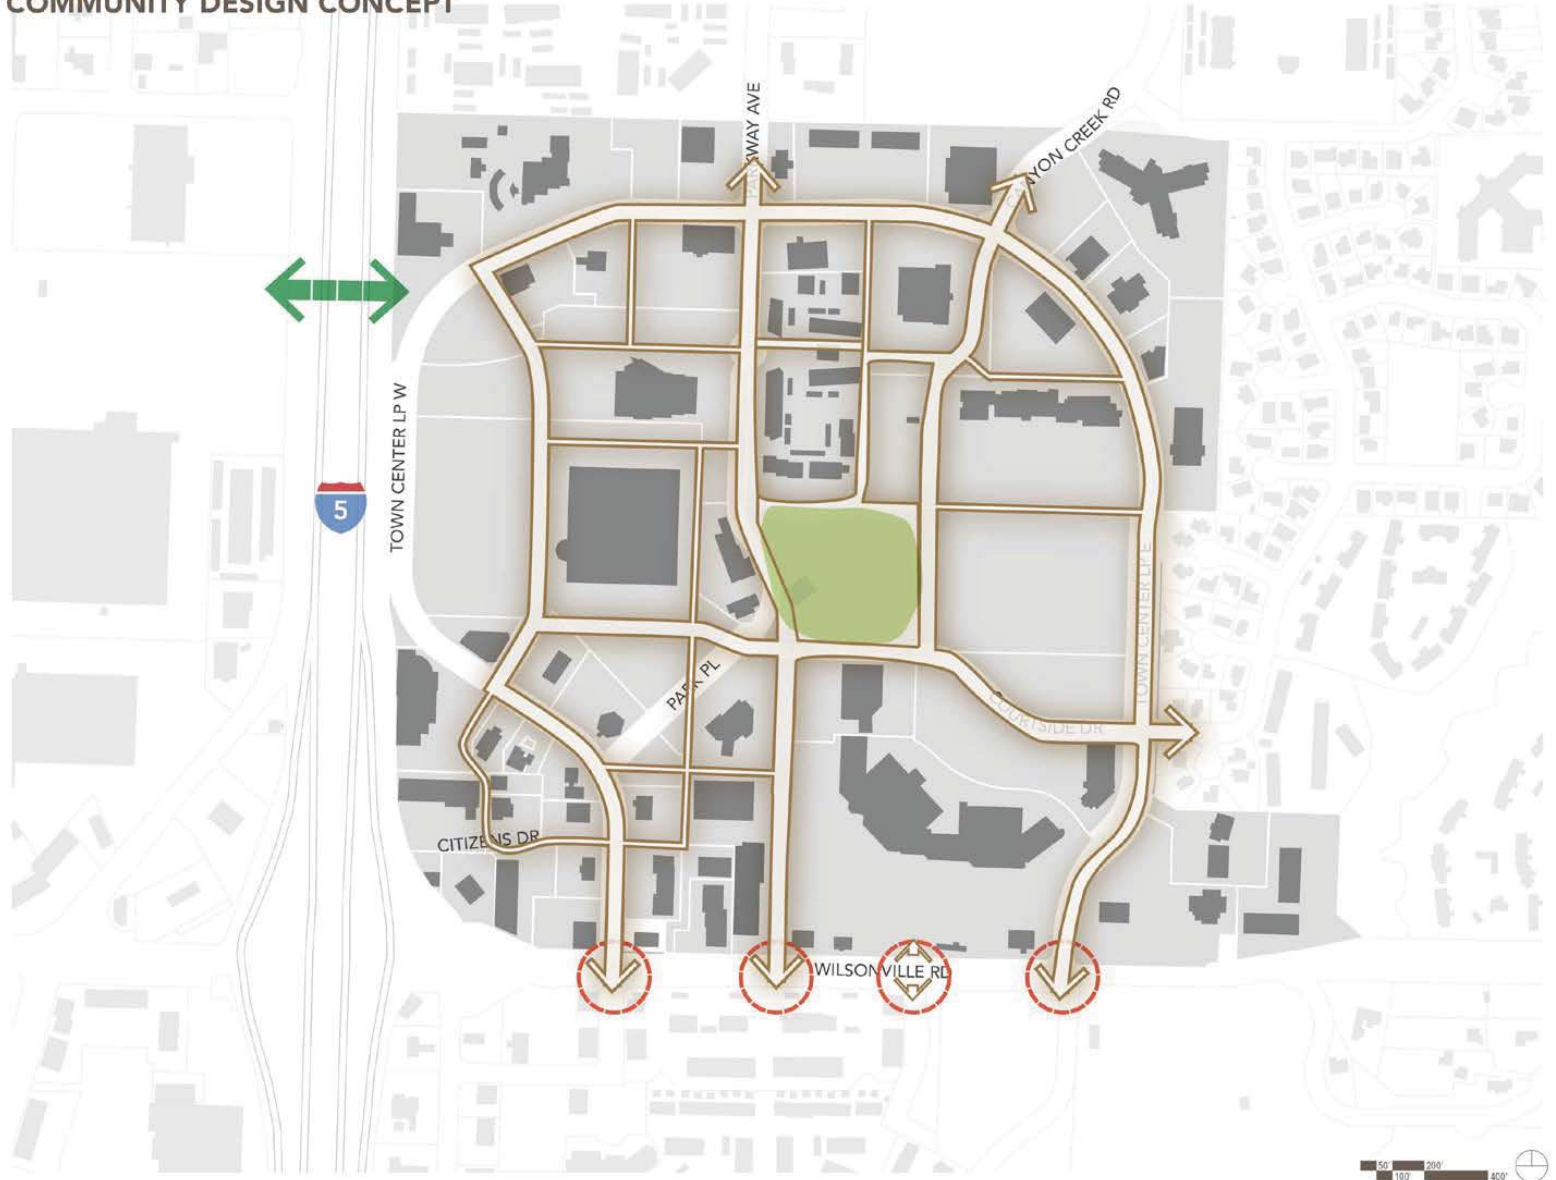 COMMUNITY DESIGN CONCEPT
PARKWAY AVE
CANYON CREEK RD
TOWN CENTER LP W
5
TOWN CENTER LP E
PARK PL
COURTSIDE DR
CITIZENS DR
WILSONVILLE RD
50' 200'
100' 400'